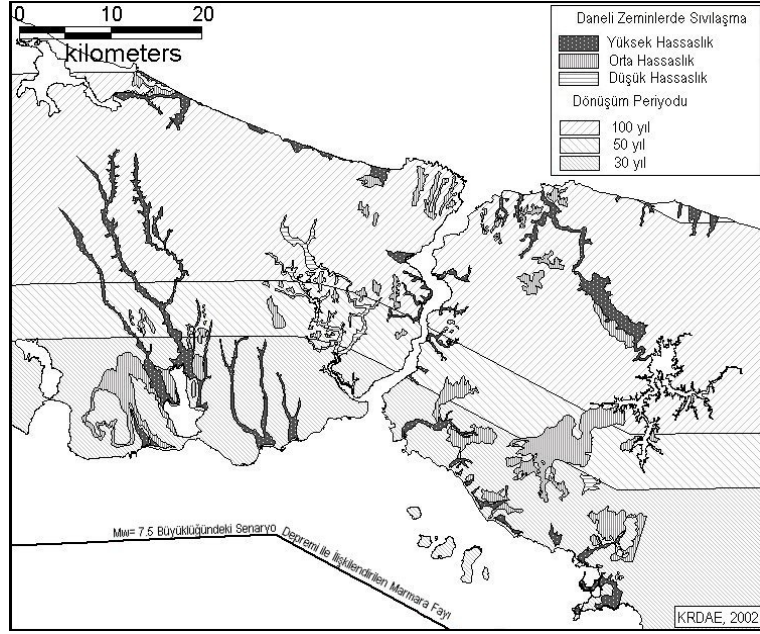 0 10 20
kilometers
Daneli Zeminlerde Sıvılaşma
Yüksek Hassaslık
Orta Hassaslık
Düşük Hassaslık
Dönüşüm Periyodu
100 yıl
50 yıl
30 yıl
Mw= 7.5 Büyüklüğündeki Senaryo Depremi İle İlişkilendirilen Marmara Fayı
KRDAE, 2002